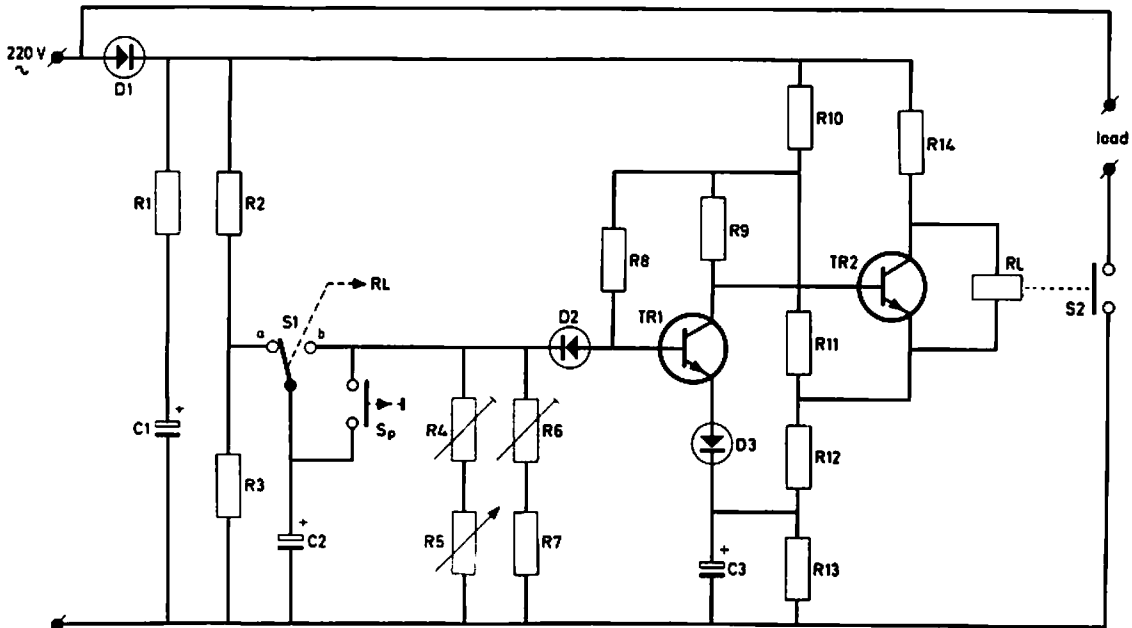 220 V
~
D1
R1
R2
R10
R14
load
RL
S1
a
b
R8
R9
D2
TR1
TR2
RL
S2
R11
C1
+
Sp
R4
R6
D3
R12
R3
+
C2
R5
R7
+
C3
R13